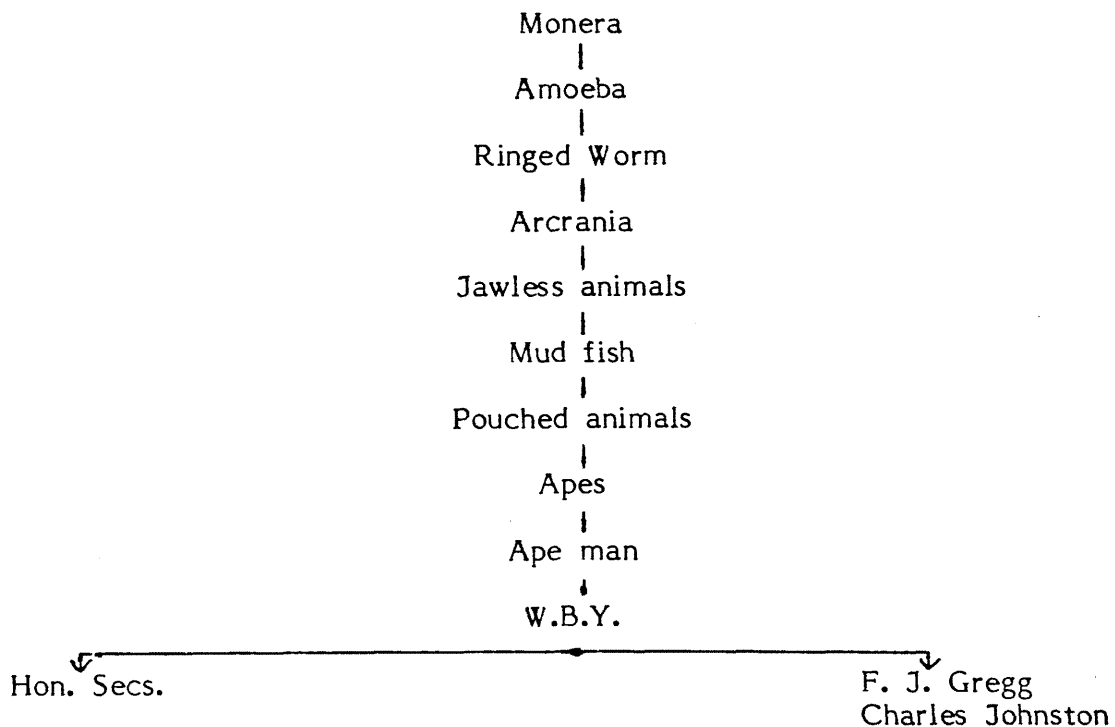 Monera
Amoeba
Ringed Worm
Arcrania
Jawless animals
Mud fish
Pouched animals
Apes
Ape man
W.B.Y.
Hon. Secs.
F. J. Gregg
Charles Johnston